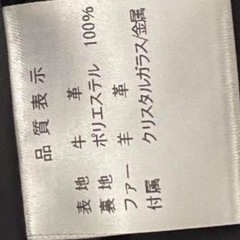 品質表示
表地 牛革
裏地 ポリエステル 100%
ファー 羊革
付属 クリスタルガラス/金属